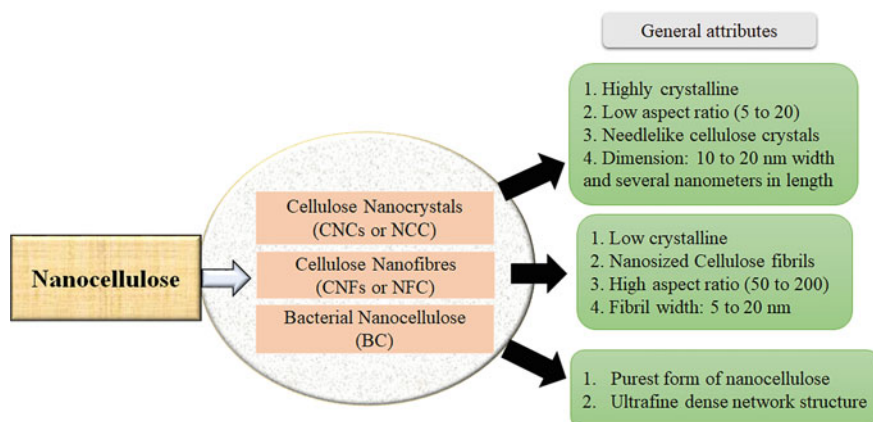 General attributes
1. Highly crystalline
2. Low aspect ratio (5 to 20)
3. Needlelike cellulose crystals
4. Dimension: 10 to 20 nm width
and several nanometers in length
Nanocellulose
Cellulose Nanocrystals
(CNCs or NCC)
Cellulose Nanofibres
(CNFs or NFC)
Bacterial Nanocellulose
(BC)
1. Low crystalline
2. Nanosized Cellulose fibrils
3. High aspect ratio (50 to 200)
4. Fibril width: 5 to 20 nm
1. Purest form of nanocellulose
2. Ultrafine dense network structure